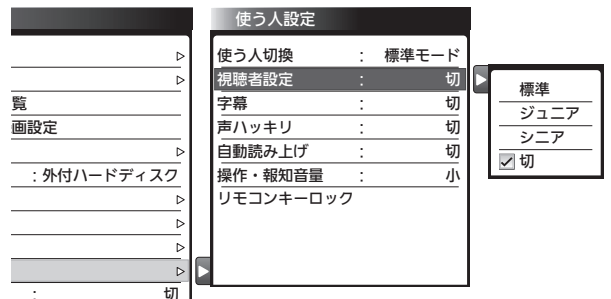 覧
画設定
：外付ハードディスク
： 切
使う人設定
使う人切換 ： 標準モード
視聴者設定 ： 切
字幕 ： 切
声ハッキリ ： 切
自動読み上げ ： 切
操作・報知音量 ： 小
リモコンキーロック
標準
ジュニア
シニア
切